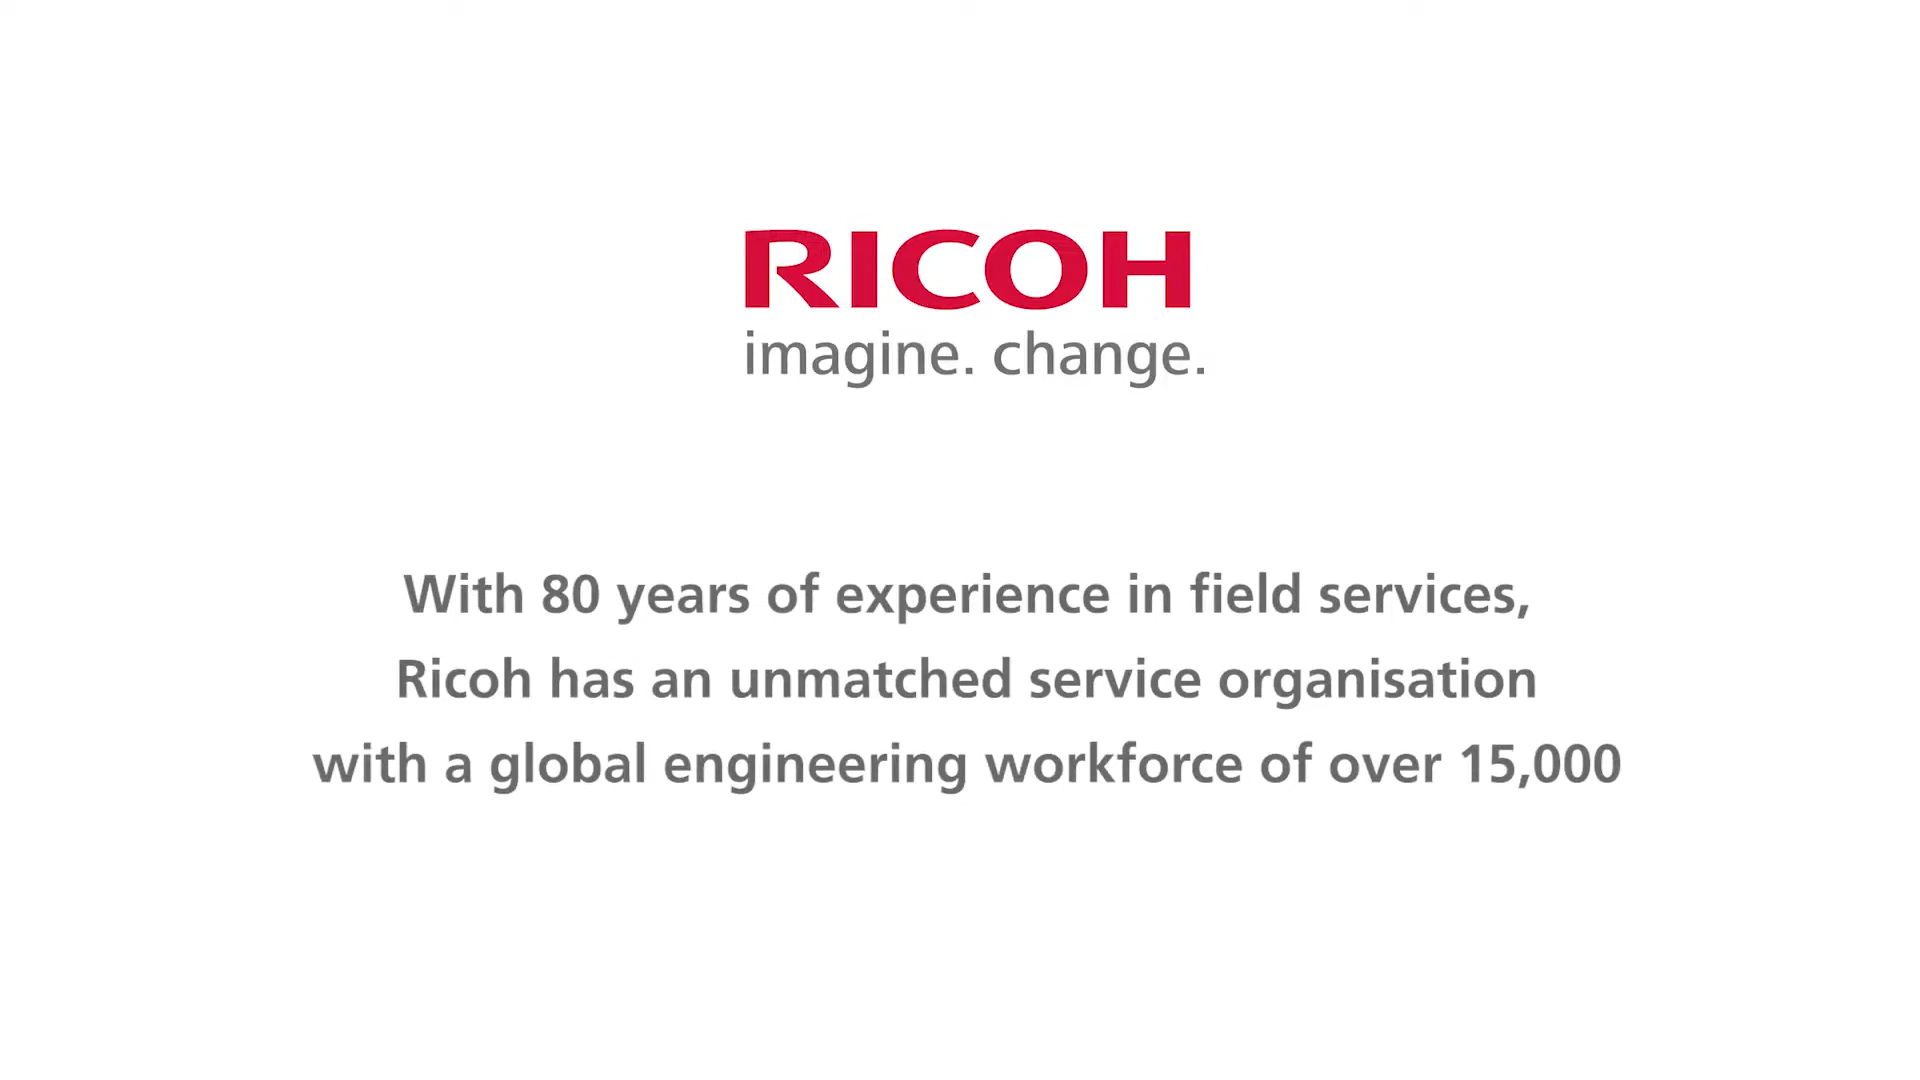 RICOH
imagine. change.
With 80 years of experience in field services,
Ricoh has an unmatched service organisation
with a global engineering workforce of over 15,000